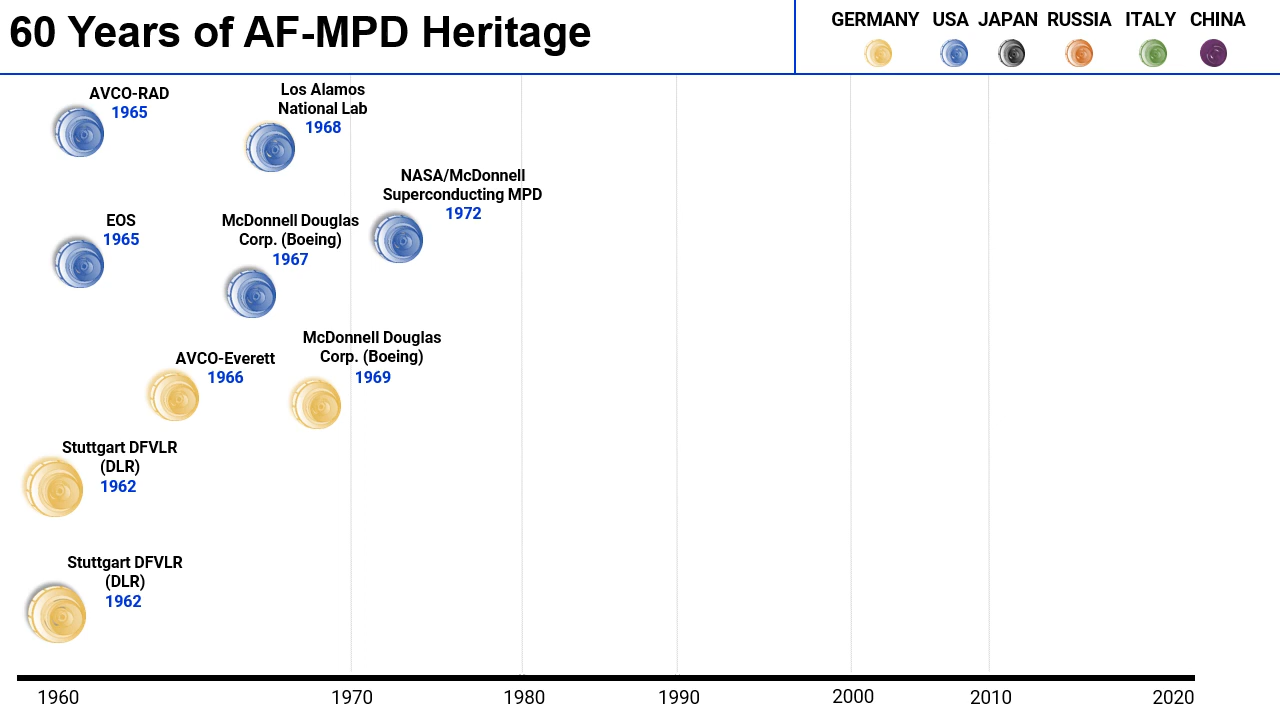 60 Years of AF-MPD Heritage
GERMANY USA JAPAN RUSSIA ITALY CHINA
AVCO-RAD
1965
Los Alamos
National Lab
1968
NASA/McDonnell
Superconducting MPD
1972
EOS
1965
McDonnell Douglas
Corp. (Boeing)
1967
McDonnell Douglas
Corp. (Boeing)
1969
AVCO-Everett
1966
Stuttgart DFVLR
(DLR)
1962
Stuttgart DFVLR
(DLR)
1962
1960 1970 1980 1990 2000 2010 2020